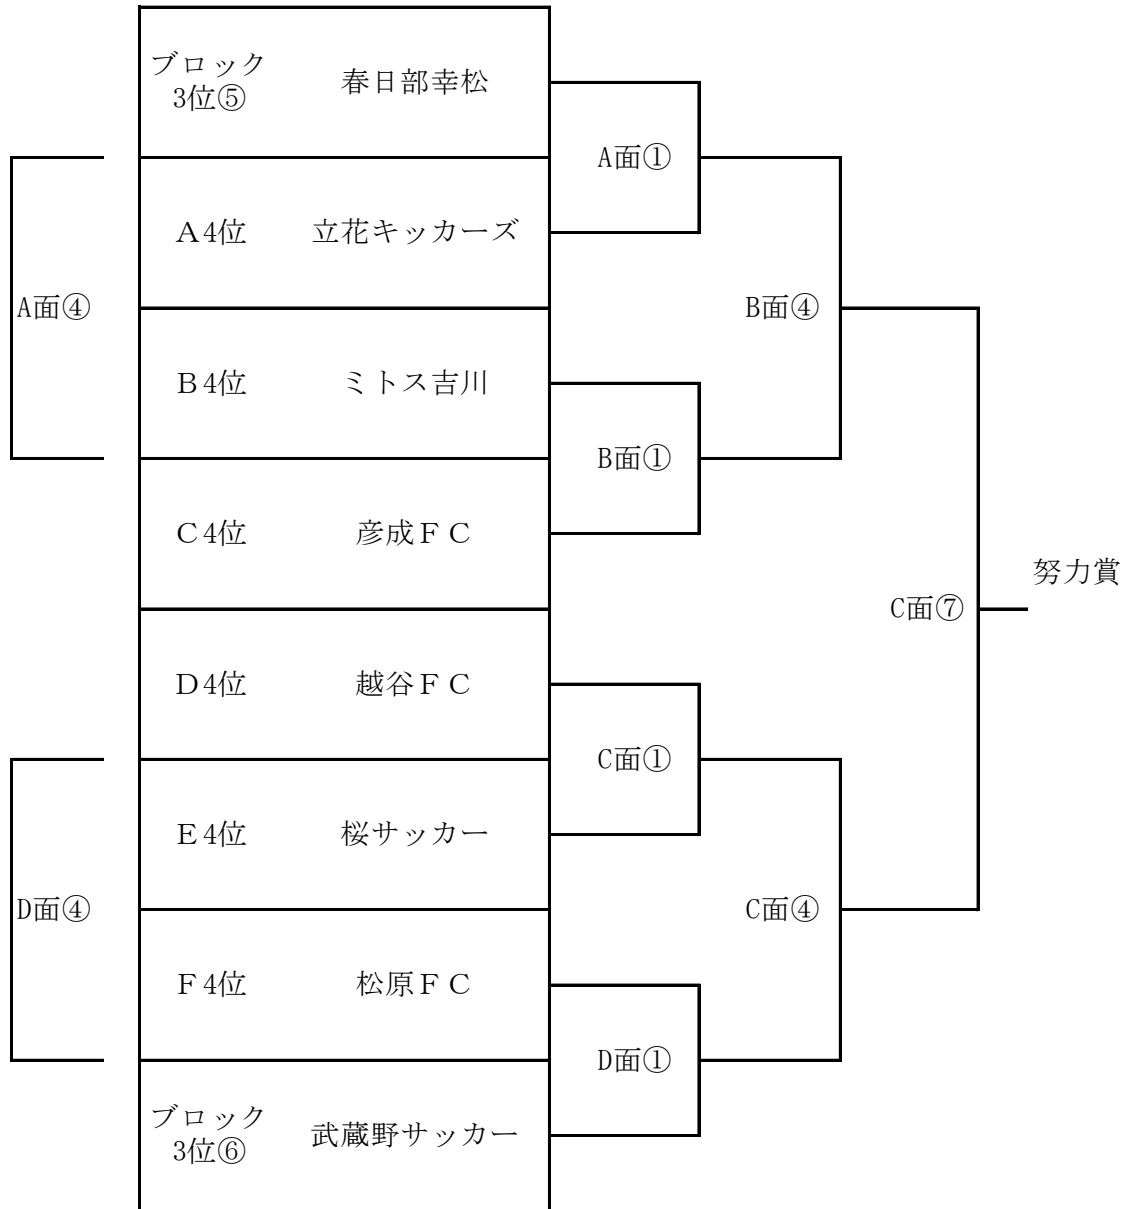 ブロック
3位⑤
春日部幸松
A面①
A4位
立花キッカーズ
A面④
B面④
B4位
ミトス吉川
B面①
C4位
彦成FC
努力賞
C面⑦
D4位
越谷FC
C面①
E4位
桜サッカー
D面④
C面④
F4位
松原FC
D面①
ブロック
3位⑥
武蔵野サッカー